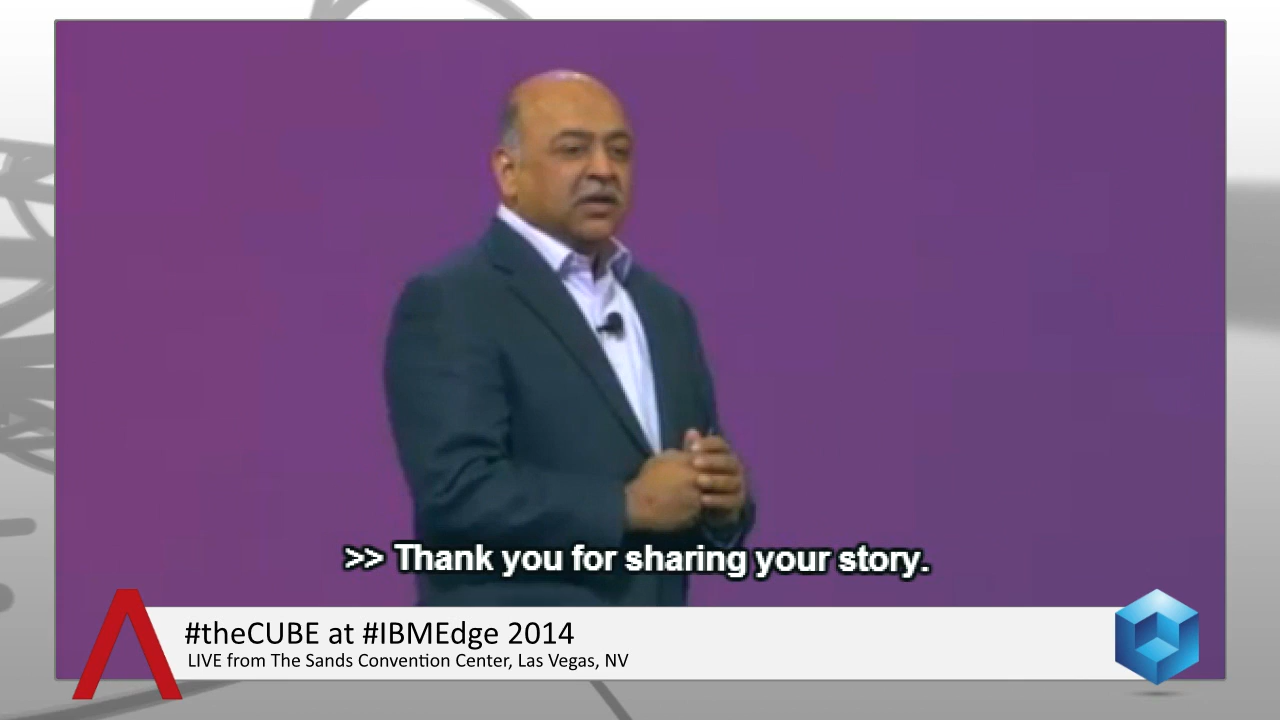 >> Thank you for sharing your story.
#theCUBE at #IBMEdge 2014
LIVE from The Sands Convention Center, Las Vegas, NV